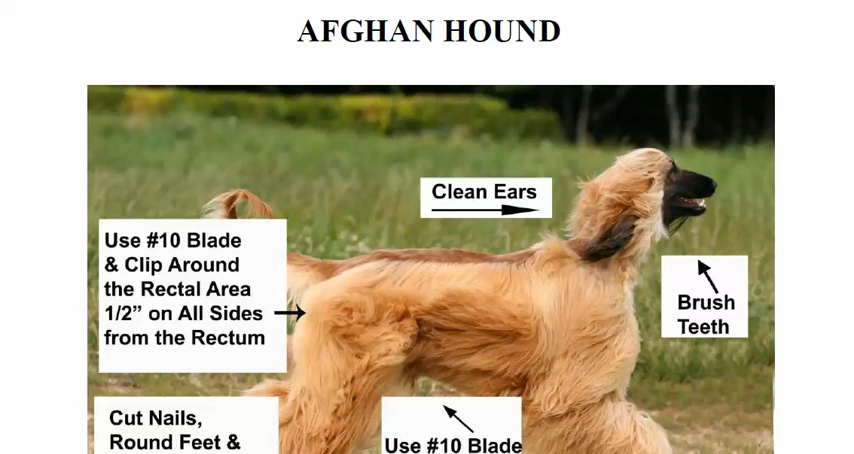 AFGHAN HOUND
Clean Ears
Use #10 Blade
& Clip Around
the Rectal Area
1/2” on All Sides
from the Rectum
Brush
Teeth
Cut Nails,
Round Feet &
Use #10 Blade